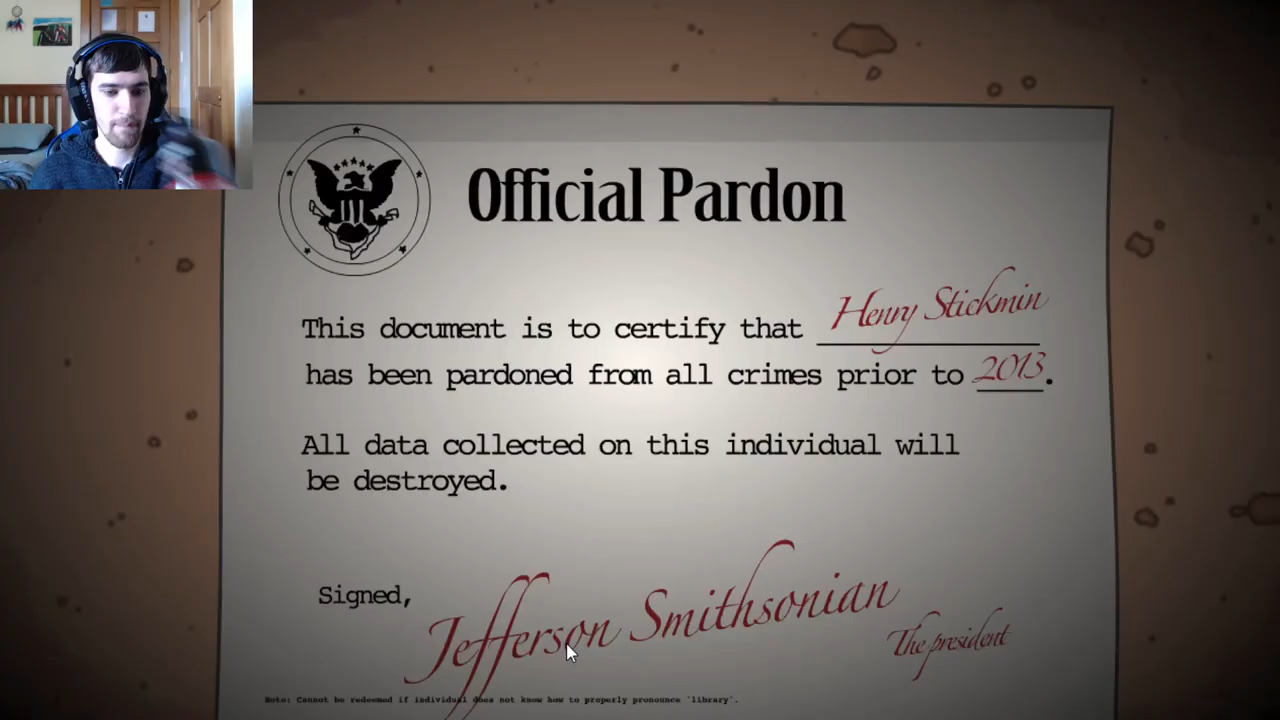 Official Pardon
This document is to certify that Henry Stickmin
has been pardoned from all crimes prior to 2013.
All data collected on this individual will
be destroyed.
Signed,
Jefferson Smithsonian
The president
Note: Cannot be redeemed if individual does not know how to properly pronounce 'library'.